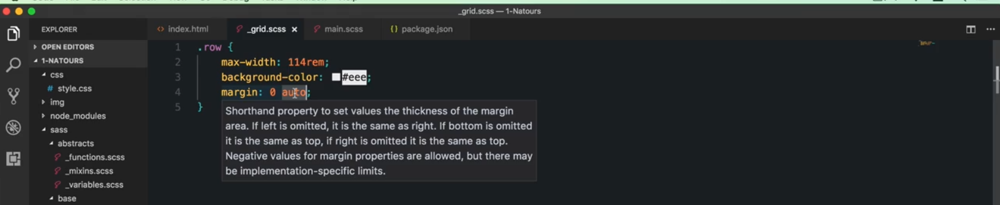 _grid.scss — 1-Natours
EXPLORER
index.html
_grid.scss ×
main.scss
{} package.json
OPEN EDITORS
1-NATOURS
css
# style.css
img
node_modules
sass
abstracts
_functions.scss
_mixins.scss
_variables.scss
base
1 .row {
2 max-width: 114rem;
3 background-color: #eee;
4 margin: 0 auto;
5 }
Shorthand property to set values the thickness of the margin
area. If left is omitted, it is the same as right. If bottom is omitted
it is the same as top, if right is omitted it is the same as top.
Negative values for margin properties are allowed, but there may
be implementation-specific limits.